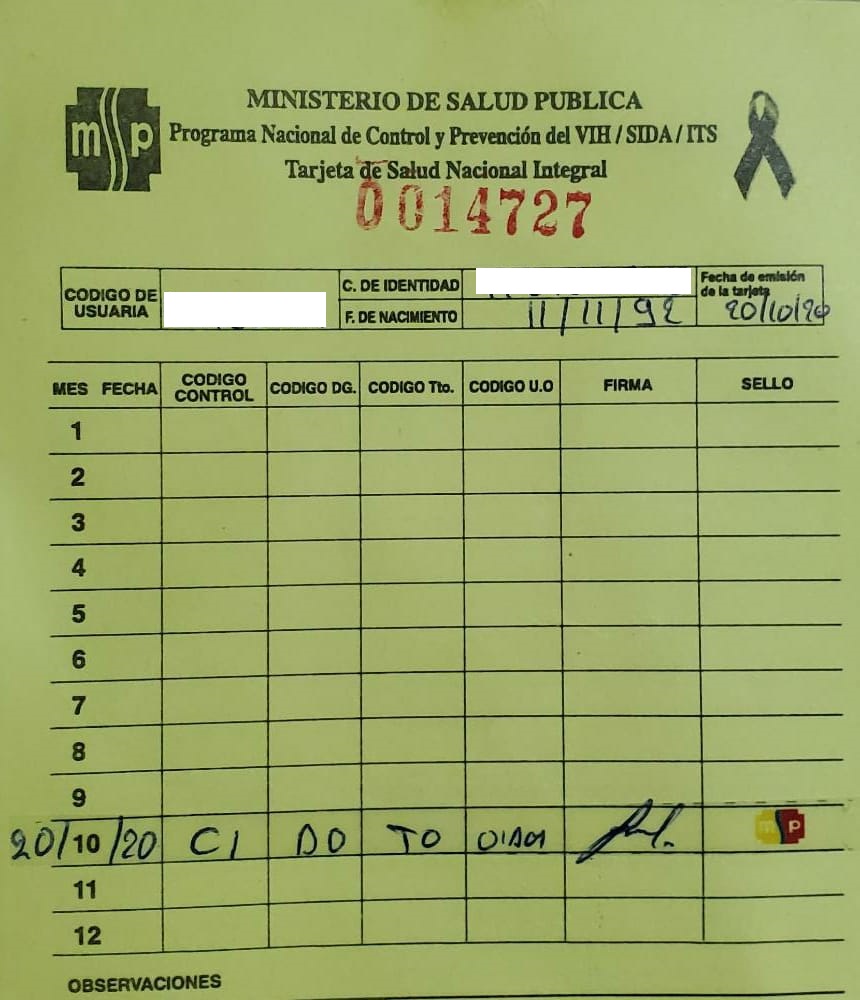 MINISTERIO DE SALUD PUBLICA
msp Programa Nacional de Control y Prevención del VIH / SIDA / ITS
Tarjeta de Salud Nacional Integral
0014727
CODIGO DE USUARIA C. DE IDENTIDAD Fecha de emisión de la tarjeta
F. DE NACIMIENTO 11/11/92 20/10/20
MES FECHA CODIGO CONTROL CODIGO DG. CODIGO Tto. CODIGO U.O FIRMA SELLO
1
2
3
4
5
6
7
8
9
20/10/20 C1 D0 T0
11
12
OBSERVACIONES